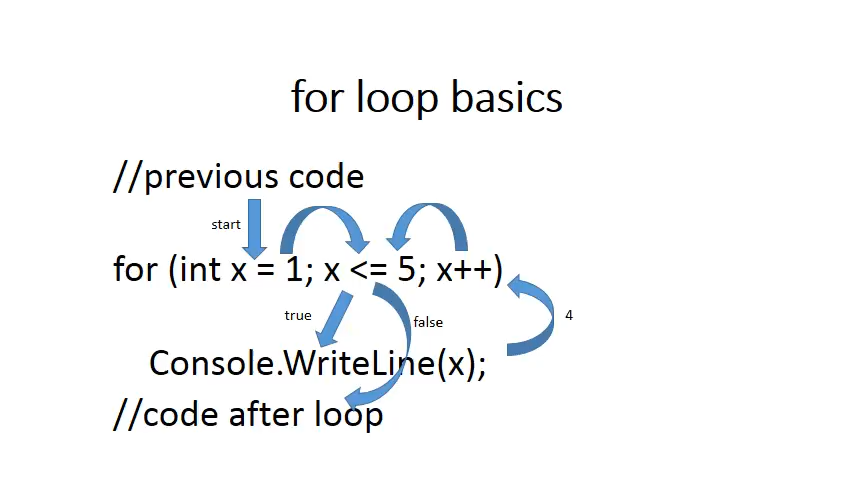 for loop basics
//previous code
start
for (int x = 1; x <= 5; x++)
true
false
4
Console.WriteLine(x);
//code after loop